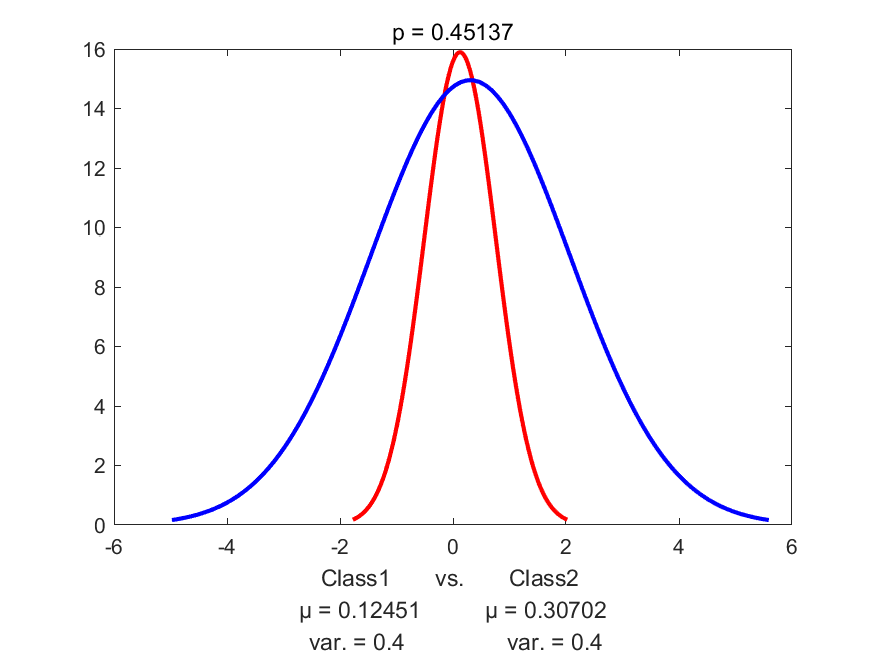 p = 0.45137
16
14
12
10
8
6
4
2
0
-6 -4 -2 0 2 4 6
Class1 vs. Class2
μ = 0.12451 μ = 0.30702
var. = 0.4 var. = 0.4